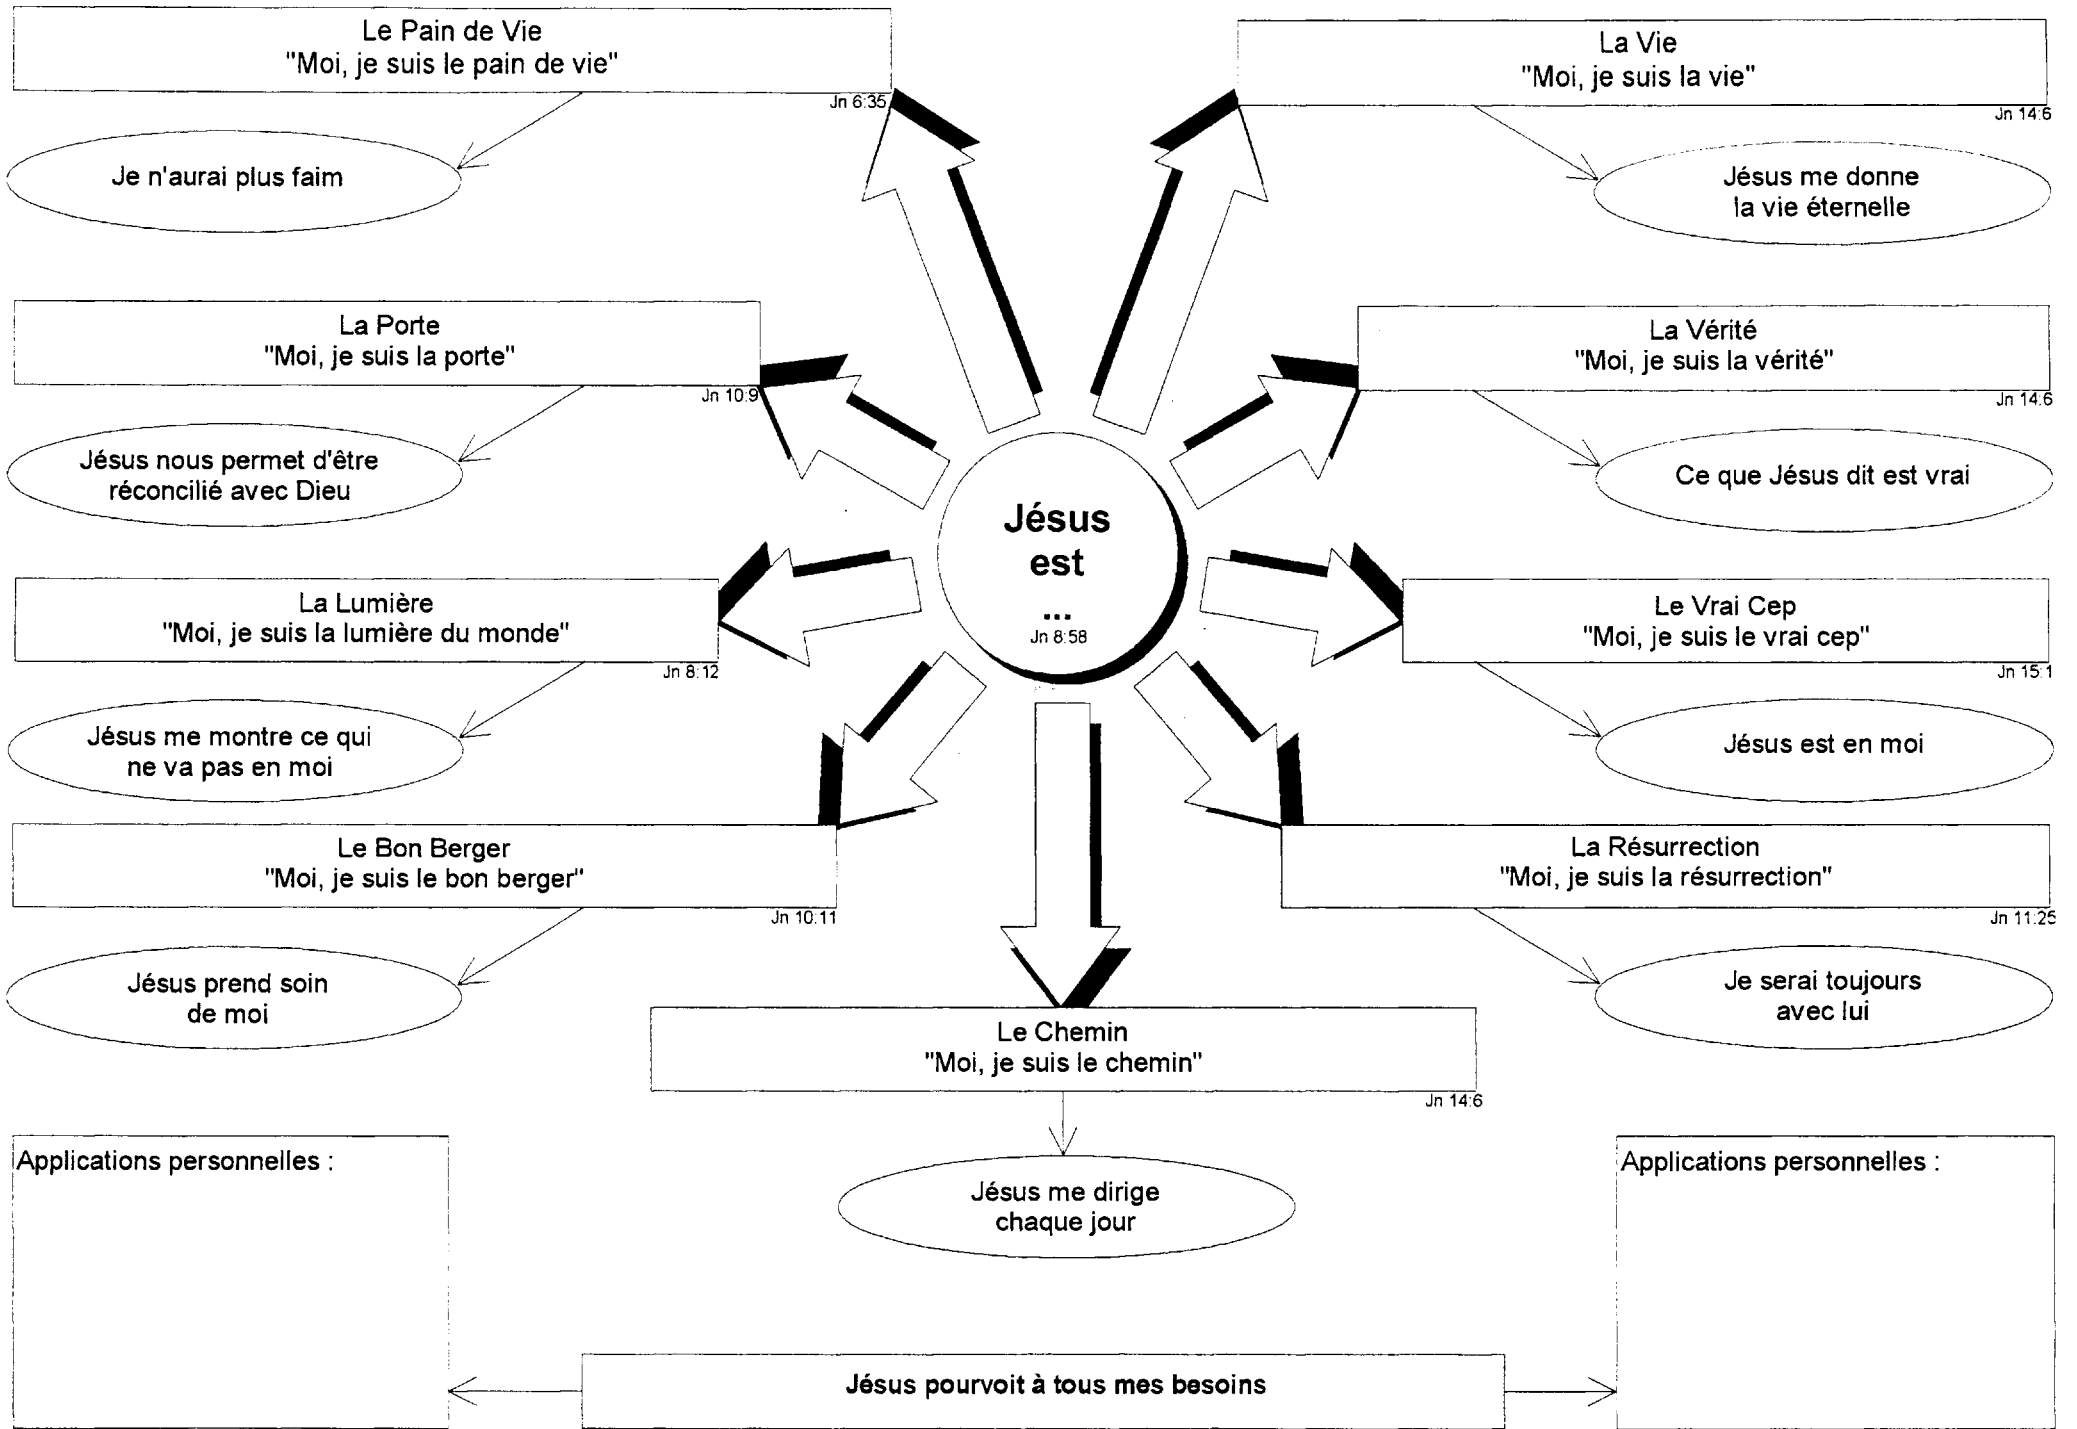 Le Pain de Vie
"Moi, je suis le pain de vie"
Jn 6:35
Je n'aurai plus faim
La Vie
"Moi, je suis la vie"
Jn 14:6
Jésus me donne
la vie éternelle
La Porte
"Moi, je suis la porte"
Jn 10:9
Jésus nous permet d'être
réconcilié avec Dieu
La Vérité
"Moi, je suis la vérité"
Jn 14:6
Ce que Jésus dit est vrai
Jésus
est
...
Jn 8:58
La Lumière
"Moi, je suis la lumière du monde"
Jn 8:12
Jésus me montre ce qui
ne va pas en moi
Le Vrai Cep
"Moi, je suis le vrai cep"
Jn 15:1
Jésus est en moi
Le Bon Berger
"Moi, je suis le bon berger"
Jn 10:11
Jésus prend soin
de moi
La Résurrection
"Moi, je suis la résurrection"
Jn 11:25
Je serai toujours
avec lui
Le Chemin
"Moi, je suis le chemin"
Jn 14:6
Jésus me dirige
chaque jour
Applications personnelles :
Applications personnelles :
Jésus pourvoit à tous mes besoins